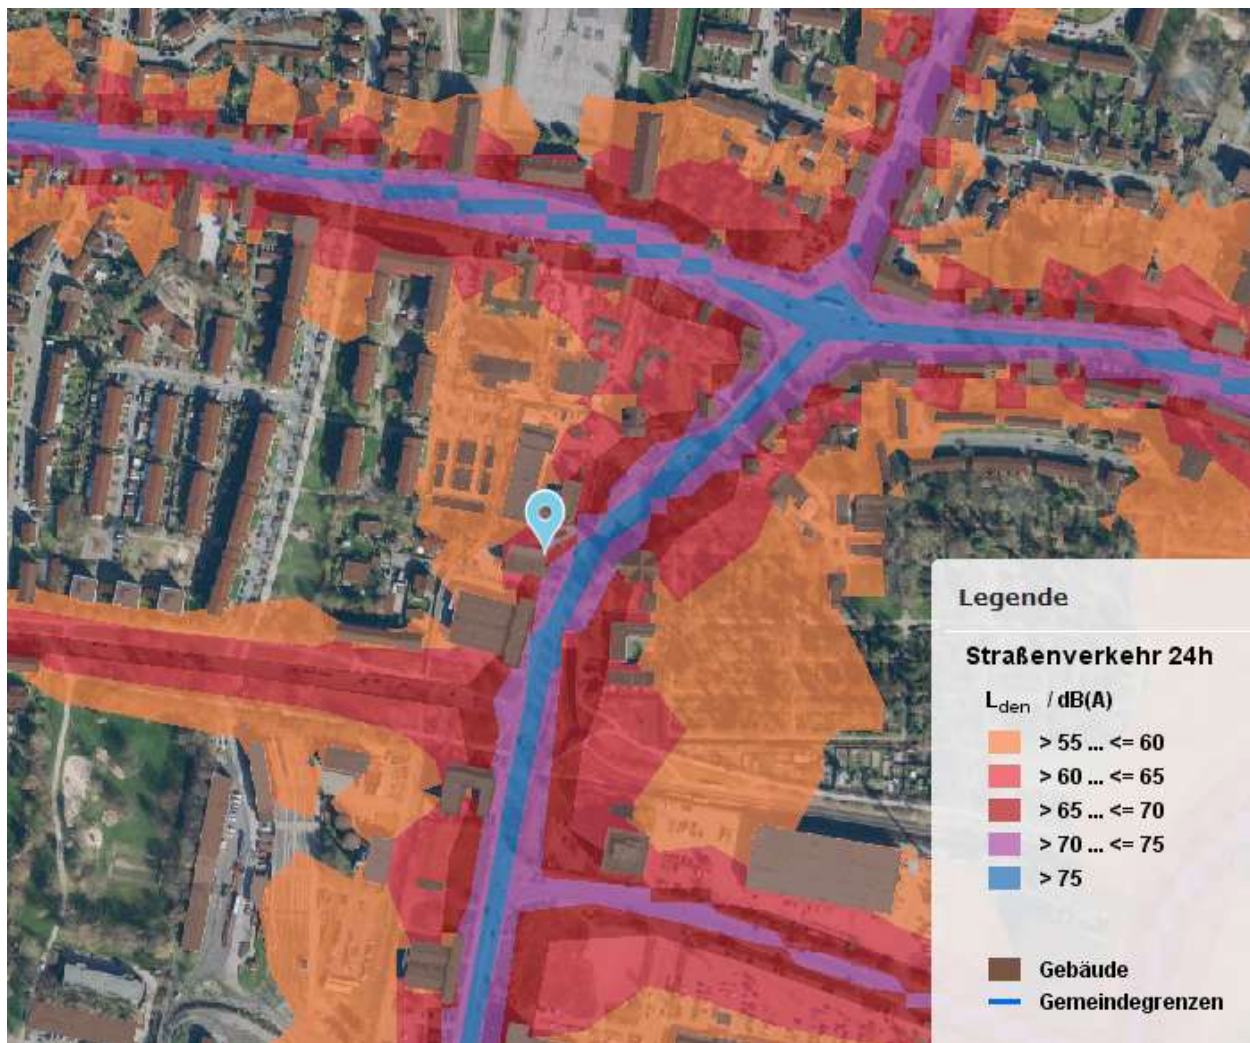 Legende
Straßenverkehr 24h
Lden / dB(A)
> 55 ... <= 60
> 60 ... <= 65
> 65 ... <= 70
> 70 ... <= 75
> 75
Gebäude
Gemeindegrenzen